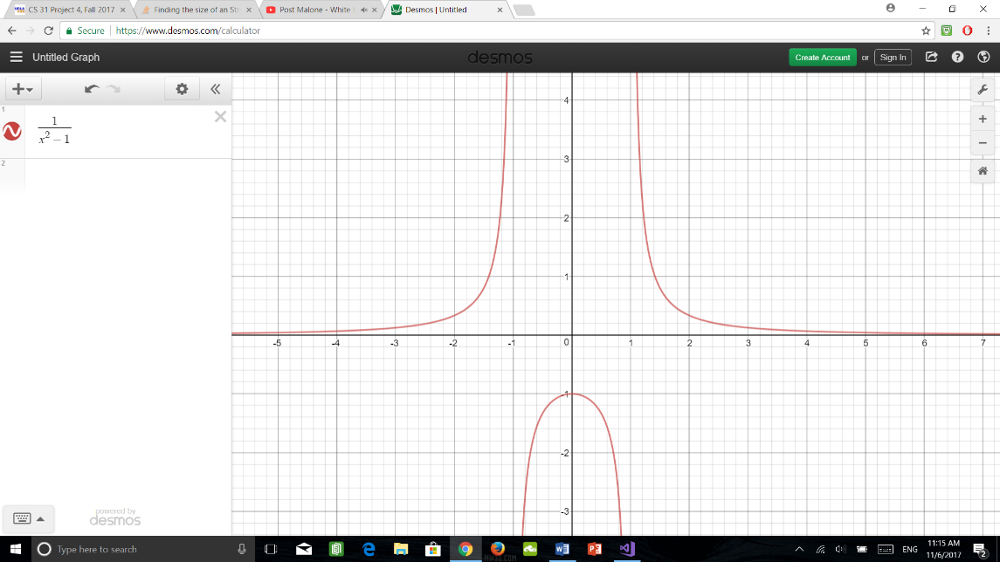 CS 31 Project 4, Fall 2017
Finding the size of an Str
Post Malone - White I
Desmos | Untitled
Secure | https://www.desmos.com/calculator
Untitled Graph
desmos
Create Account or Sign In
1
1
x² – 1
2
4
3
2
1
-5 -4 -3 -2 -1 0 1 2 3 4 5 6 7
-1
-2
-3
powered by
desmos
Type here to search
ENG
11:15 AM
11/6/2017
2